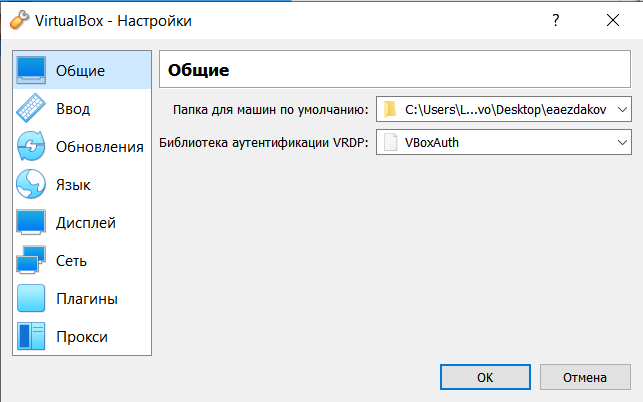 VirtualBox - Настройки
?
Общие
Ввод
Обновления
Язык
Дисплей
Сеть
Плагины
Прокси
Общие
Папка для машин по умолчанию: C:\Users\L...vo\Desktop\eaezdakov
Библиотека аутентификации VRDP: VBoxAuth
OK
Отмена